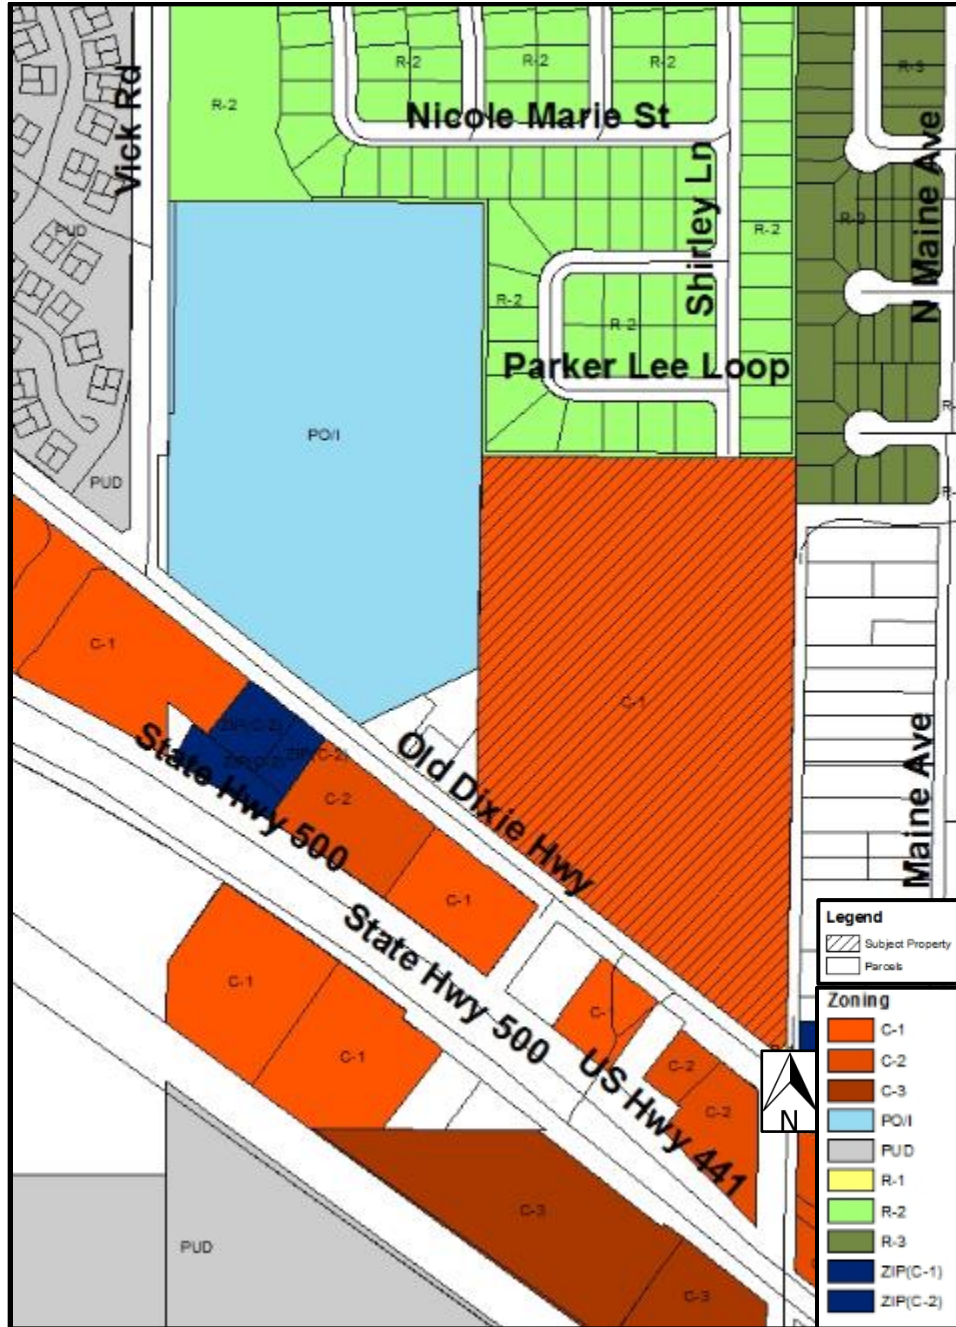 R-2
R-2
R-2
R-2
R-3
Nicole Marie St
Vick Rd
Shirley Ln
N Maine Ave
PUD
R-2
R-2
R-2
Parker Lee Loop
PO/I
PUD
C-1
C-1
ZIP(C-2)
State Hwy 500
Old Dixie Hwy
C-2
C-1
Maine Ave
C-1
C-1
State Hwy 500
C-
C-2
C-2
US Hwy 441
C-3
C-3
PUD
N
Legend
Subject Property
Parcels
Zoning
C-1
C-2
C-3
PO/I
PUD
R-1
R-2
R-3
ZIP(C-1)
ZIP(C-2)